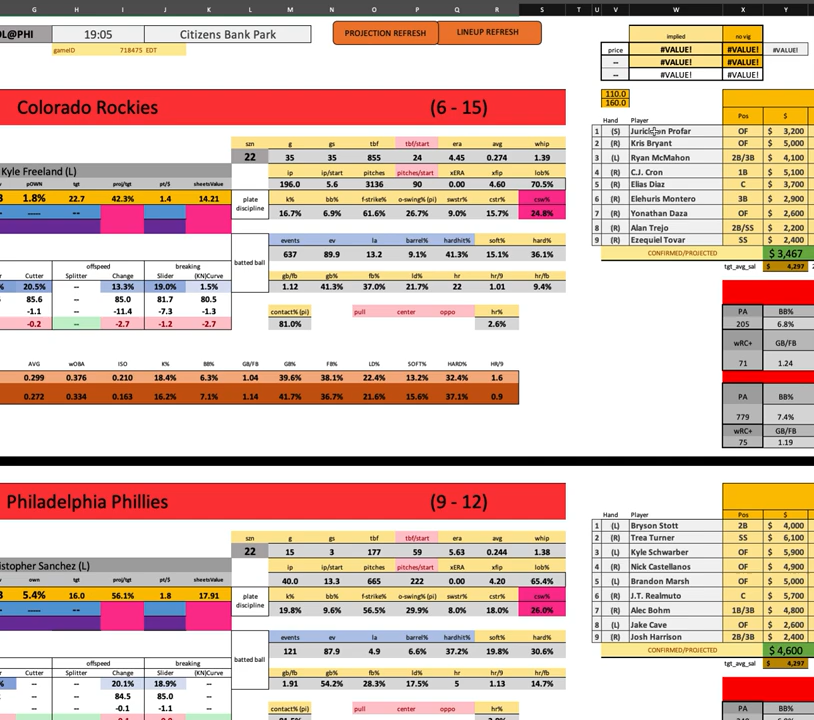 G H I J K L M N O P Q R S T U V W X Y
OL@PHI 19:05 Citizens Bank Park PROJECTION REFRESH LINEUP REFRESH
gameID 718475 EDT
implied no vig
price #VALUE! #VALUE! #VALUE!
-- #VALUE! #VALUE!
-- #VALUE! #VALUE!
110.0
160.0
Colorado Rockies (6 - 15)
Hand Player Pos $
szn g gs tbf tbf/start era avg whip
22 35 35 855 24 4.45 0.274 1.39
Kyle Freeland (L)
ip ip/start pitches pitches/start xERA xfip lob%
196.0 5.6 3136 90 0.00 4.60 70.5%
pOWN tgt proj/tgt pt/$ sheetsValue
1.8% 22.7 42.3% 1.4 14.21
plate discipline
k% bb% f-strike% o-swing% (pi) swstr% cstr% csw%
16.7% 6.9% 61.6% 26.7% 9.0% 15.7% 24.8%
batted ball
events ev la barrel% hardhit% soft% hard%
637 89.9 13.2 9.1% 41.3% 15.1% 36.1%
gb/fb gb% fb% ld% hr hr/9 hr/fb
1.12 41.3% 37.0% 21.7% 22 1.01 9.4%
contact% (pi) pull center oppo hr%
81.0% 2.6%
offspeed breaking
Cutter Splitter Change Slider (KN)Curve
20.5% -- 13.3% 19.0% 1.5%
85.6 -- 85.0 81.7 80.5
-1.1 -- -11.4 -7.3 -1.3
-0.2 -- -2.7 -1.2 -2.7
AVG wOBA ISO K% BB% GB/FB GB% FB% LD% SOFT% HARD% HR/9
0.299 0.376 0.210 18.4% 6.3% 1.04 39.6% 38.1% 22.4% 13.2% 32.4% 1.6
0.272 0.334 0.163 16.2% 7.1% 1.14 41.7% 36.7% 21.6% 15.6% 37.1% 0.9
1 (S) Jurickson Profar OF $ 3,200
2 (R) Kris Bryant OF $ 5,000
3 (L) Ryan McMahon 2B/3B $ 4,100
4 (R) C.J. Cron 1B $ 5,100
5 (R) Elias Diaz C $ 3,700
6 (R) Elehuris Montero 3B $ 2,900
7 (R) Yonathan Daza OF $ 2,600
8 (R) Alan Trejo 2B/SS $ 2,200
9 (R) Ezequiel Tovar SS $ 2,400
CONFIRMED/PROJECTED $ 3,467
tgt_avg_sal $ 4,297
PA BB%
205 6.8%
wRC+ GB/FB
71 1.24
PA BB%
779 7.4%
wRC+ GB/FB
75 1.19
Philadelphia Phillies (9 - 12)
Hand Player Pos $
szn g gs tbf tbf/start era avg whip
22 15 3 177 59 5.63 0.244 1.38
istopher Sanchez (L)
ip ip/start pitches pitches/start xERA xfip lob%
40.0 13.3 665 222 0.00 4.20 65.4%
own tgt proj/tgt pt/$ sheetsValue
5.4% 16.0 56.1% 1.8 17.91
plate discipline
k% bb% f-strike% o-swing% (pi) swstr% cstr% csw%
19.8% 9.6% 56.5% 29.9% 8.0% 18.0% 26.0%
batted ball
events ev la barrel% hardhit% soft% hard%
121 87.9 4.9 6.6% 37.2% 19.8% 30.6%
gb/fb gb% fb% ld% hr hr/9 hr/fb
1.91 54.2% 28.3% 17.5% 5 1.13 14.7%
contact% (pi) pull center oppo hr%
offspeed breaking
Cutter Splitter Change Slider (KN)Curve
-- -- 20.1% 18.9% --
-- -- 84.5 85.0 --
-- -- -0.1 -1.1 --
1 (L) Bryson Stott 2B $ 4,000
2 (R) Trea Turner SS $ 6,100
3 (L) Kyle Schwarber OF $ 5,900
4 (R) Nick Castellanos OF $ 4,900
5 (L) Brandon Marsh OF $ 5,000
6 (R) J.T. Realmuto C $ 5,700
7 (R) Alec Bohm 1B/3B $ 4,800
8 (L) Jake Cave OF $ 2,600
9 (R) Josh Harrison 2B/3B $ 2,400
CONFIRMED/PROJECTED $ 4,600
tgt_avg_sal $ 4,297
PA BB%